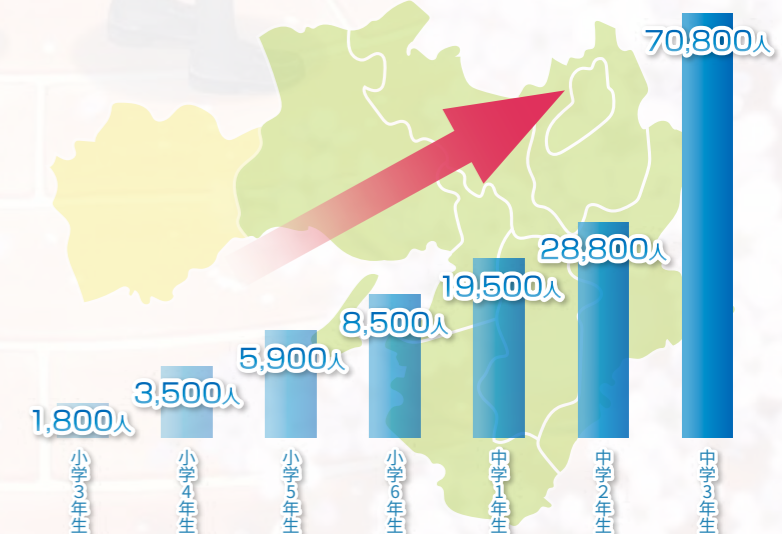 70,800人
28,800人
19,500人
8,500人
5,900人
3,500人
1,800人
小学3年生
小学4年生
小学5年生
小学6年生
中学1年生
中学2年生
中学3年生